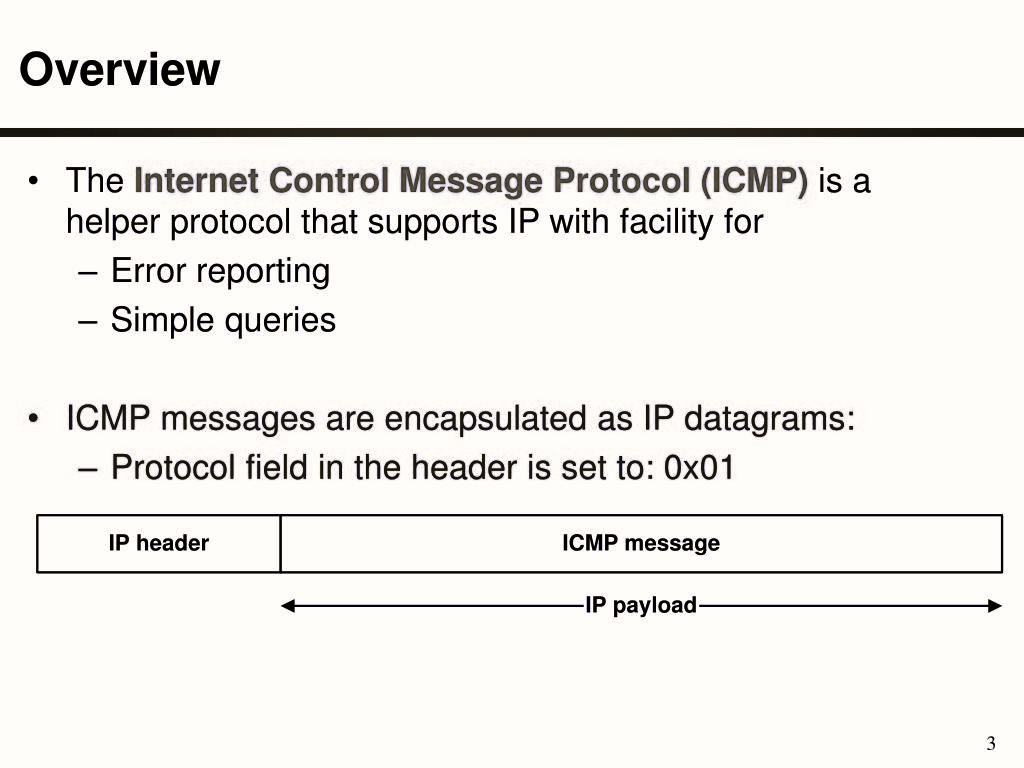 Overview
• The Internet Control Message Protocol (ICMP) is a
helper protocol that supports IP with facility for
– Error reporting
– Simple queries
• ICMP messages are encapsulated as IP datagrams:
– Protocol field in the header is set to: 0x01
IP header
ICMP message
IP payload
3